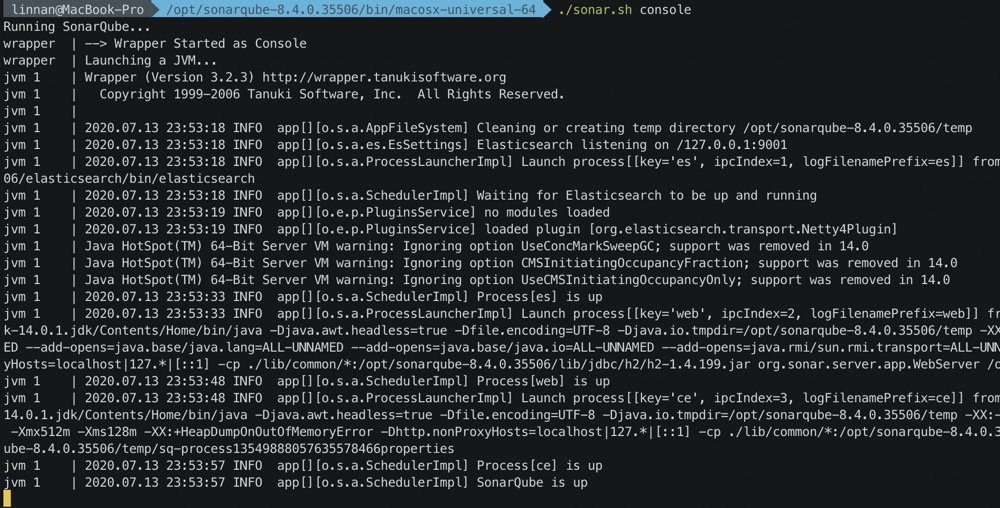 linnan@MacBook-Pro /opt/sonarqube-8.4.0.35506/bin/macosx-universal-64 ./sonar.sh console
Running SonarQube...
wrapper  | --> Wrapper Started as Console
wrapper  | Launching a JVM...
jvm 1    | Wrapper (Version 3.2.3) http://wrapper.tanukisoftware.org
jvm 1    |   Copyright 1999-2006 Tanuki Software, Inc.  All Rights Reserved.
jvm 1    |
jvm 1    | 2020.07.13 23:53:18 INFO  app[][o.s.a.AppFileSystem] Cleaning or creating temp directory /opt/sonarqube-8.4.0.35506/temp
jvm 1    | 2020.07.13 23:53:18 INFO  app[][o.s.a.es.EsSettings] Elasticsearch listening on /127.0.0.1:9001
jvm 1    | 2020.07.13 23:53:18 INFO  app[][o.s.a.ProcessLauncherImpl] Launch process[[key='es', ipcIndex=1, logFilenamePrefix=es]] from
06/elasticsearch/bin/elasticsearch
jvm 1    | 2020.07.13 23:53:18 INFO  app[][o.s.a.SchedulerImpl] Waiting for Elasticsearch to be up and running
jvm 1    | 2020.07.13 23:53:19 INFO  app[][o.e.p.PluginsService] no modules loaded
jvm 1    | 2020.07.13 23:53:19 INFO  app[][o.e.p.PluginsService] loaded plugin [org.elasticsearch.transport.Netty4Plugin]
jvm 1    | Java HotSpot(TM) 64-Bit Server VM warning: Ignoring option UseConcMarkSweepGC; support was removed in 14.0
jvm 1    | Java HotSpot(TM) 64-Bit Server VM warning: Ignoring option CMSInitiatingOccupancyFraction; support was removed in 14.0
jvm 1    | Java HotSpot(TM) 64-Bit Server VM warning: Ignoring option UseCMSInitiatingOccupancyOnly; support was removed in 14.0
jvm 1    | 2020.07.13 23:53:33 INFO  app[][o.s.a.SchedulerImpl] Process[es] is up
jvm 1    | 2020.07.13 23:53:33 INFO  app[][o.s.a.ProcessLauncherImpl] Launch process[[key='web', ipcIndex=2, logFilenamePrefix=web]] fr
k-14.0.1.jdk/Contents/Home/bin/java -Djava.awt.headless=true -Dfile.encoding=UTF-8 -Djava.io.tmpdir=/opt/sonarqube-8.4.0.35506/temp -XX
ED --add-opens=java.base/java.lang=ALL-UNNAMED --add-opens=java.base/java.io=ALL-UNNAMED --add-opens=java.rmi/sun.rmi.transport=ALL-UNN
yHosts=localhost|127.*|[::1] -cp ./lib/common/*:/opt/sonarqube-8.4.0.35506/lib/jdbc/h2/h2-1.4.199.jar org.sonar.server.app.WebServer /o
jvm 1    | 2020.07.13 23:53:48 INFO  app[][o.s.a.SchedulerImpl] Process[web] is up
jvm 1    | 2020.07.13 23:53:48 INFO  app[][o.s.a.ProcessLauncherImpl] Launch process[[key='ce', ipcIndex=3, logFilenamePrefix=ce]] from
14.0.1.jdk/Contents/Home/bin/java -Djava.awt.headless=true -Dfile.encoding=UTF-8 -Djava.io.tmpdir=/opt/sonarqube-8.4.0.35506/temp -XX:-
 -Xmx512m -Xms128m -XX:+HeapDumpOnOutOfMemoryError -Dhttp.nonProxyHosts=localhost|127.*|[::1] -cp ./lib/common/*:/opt/sonarqube-8.4.0.3
ube-8.4.0.35506/temp/sq-process13549888057635578466properties
jvm 1    | 2020.07.13 23:53:57 INFO  app[][o.s.a.SchedulerImpl] Process[ce] is up
jvm 1    | 2020.07.13 23:53:57 INFO  app[][o.s.a.SchedulerImpl] SonarQube is up